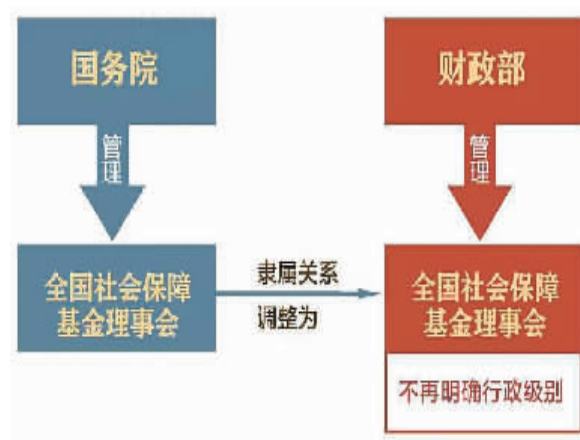 国务院
财政部
管理
管理
全国社会保障
基金理事会
隶属关系
调整为
全国社会保障
基金理事会
不再明确行政级别